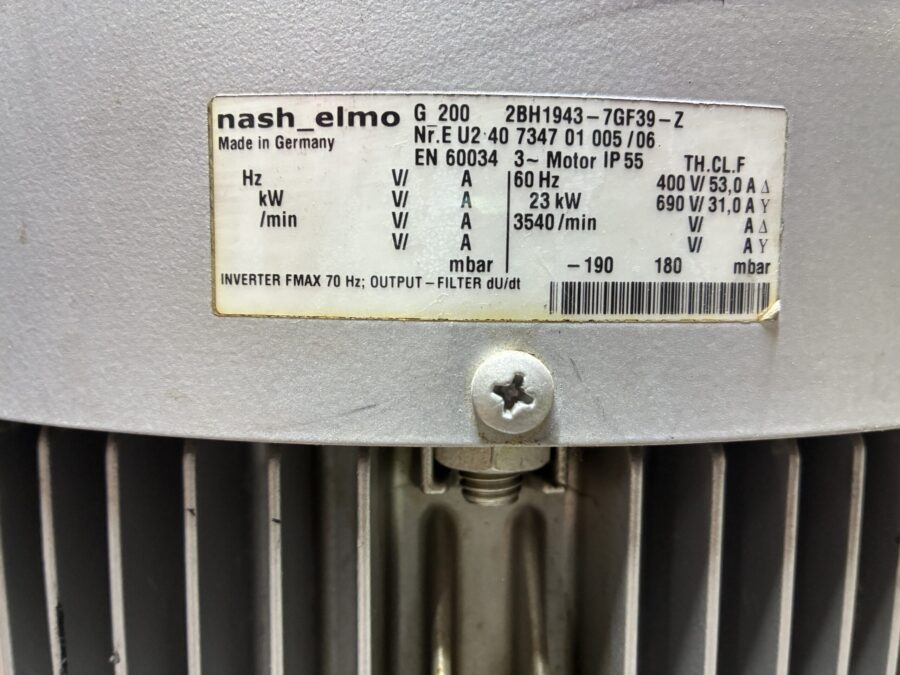 nash_elmo G_200 2BH1943-7GF39-Z
Made in Germany Nr.E U2 40 7347 01 005 / 06
EN 60034 3~ Motor IP 55 TH.CL.F
Hz V/ A 60 Hz 400 V/ 53,0 A Δ
kW V/ A 23 kW 690 V/ 31,0 A Y
/min V/ A 3540 /min V/ A Δ
V/ A V/ A Y
mbar -190 180 mbar
INVERTER FMAX 70 Hz; OUTPUT-FILTER dU/dt